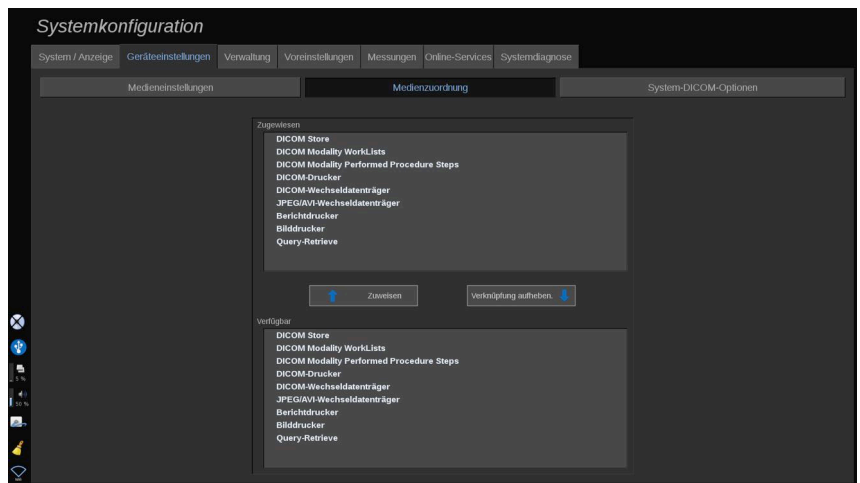 Systemkonfiguration
System / Anzeige Geräteeinstellungen Verwaltung Voreinstellungen Messungen Online-Services Systemdiagnose
Medieneinstellungen Medienzuordnung System-DICOM-Optionen
Zugewiesen
DICOM Store
DICOM Modality WorkLists
DICOM Modality Performed Procedure Steps
DICOM-Drucker
DICOM-Wechseldatenträger
JPEG/AVI-Wechseldatenträger
Berichtdrucker
Bilddrucker
Query-Retrieve
Zuweisen Verknüpfung aufheben.
Verfügbar
DICOM Store
DICOM Modality WorkLists
DICOM Modality Performed Procedure Steps
DICOM-Drucker
DICOM-Wechseldatenträger
JPEG/AVI-Wechseldatenträger
Berichtdrucker
Bilddrucker
Query-Retrieve
5 %
50 %